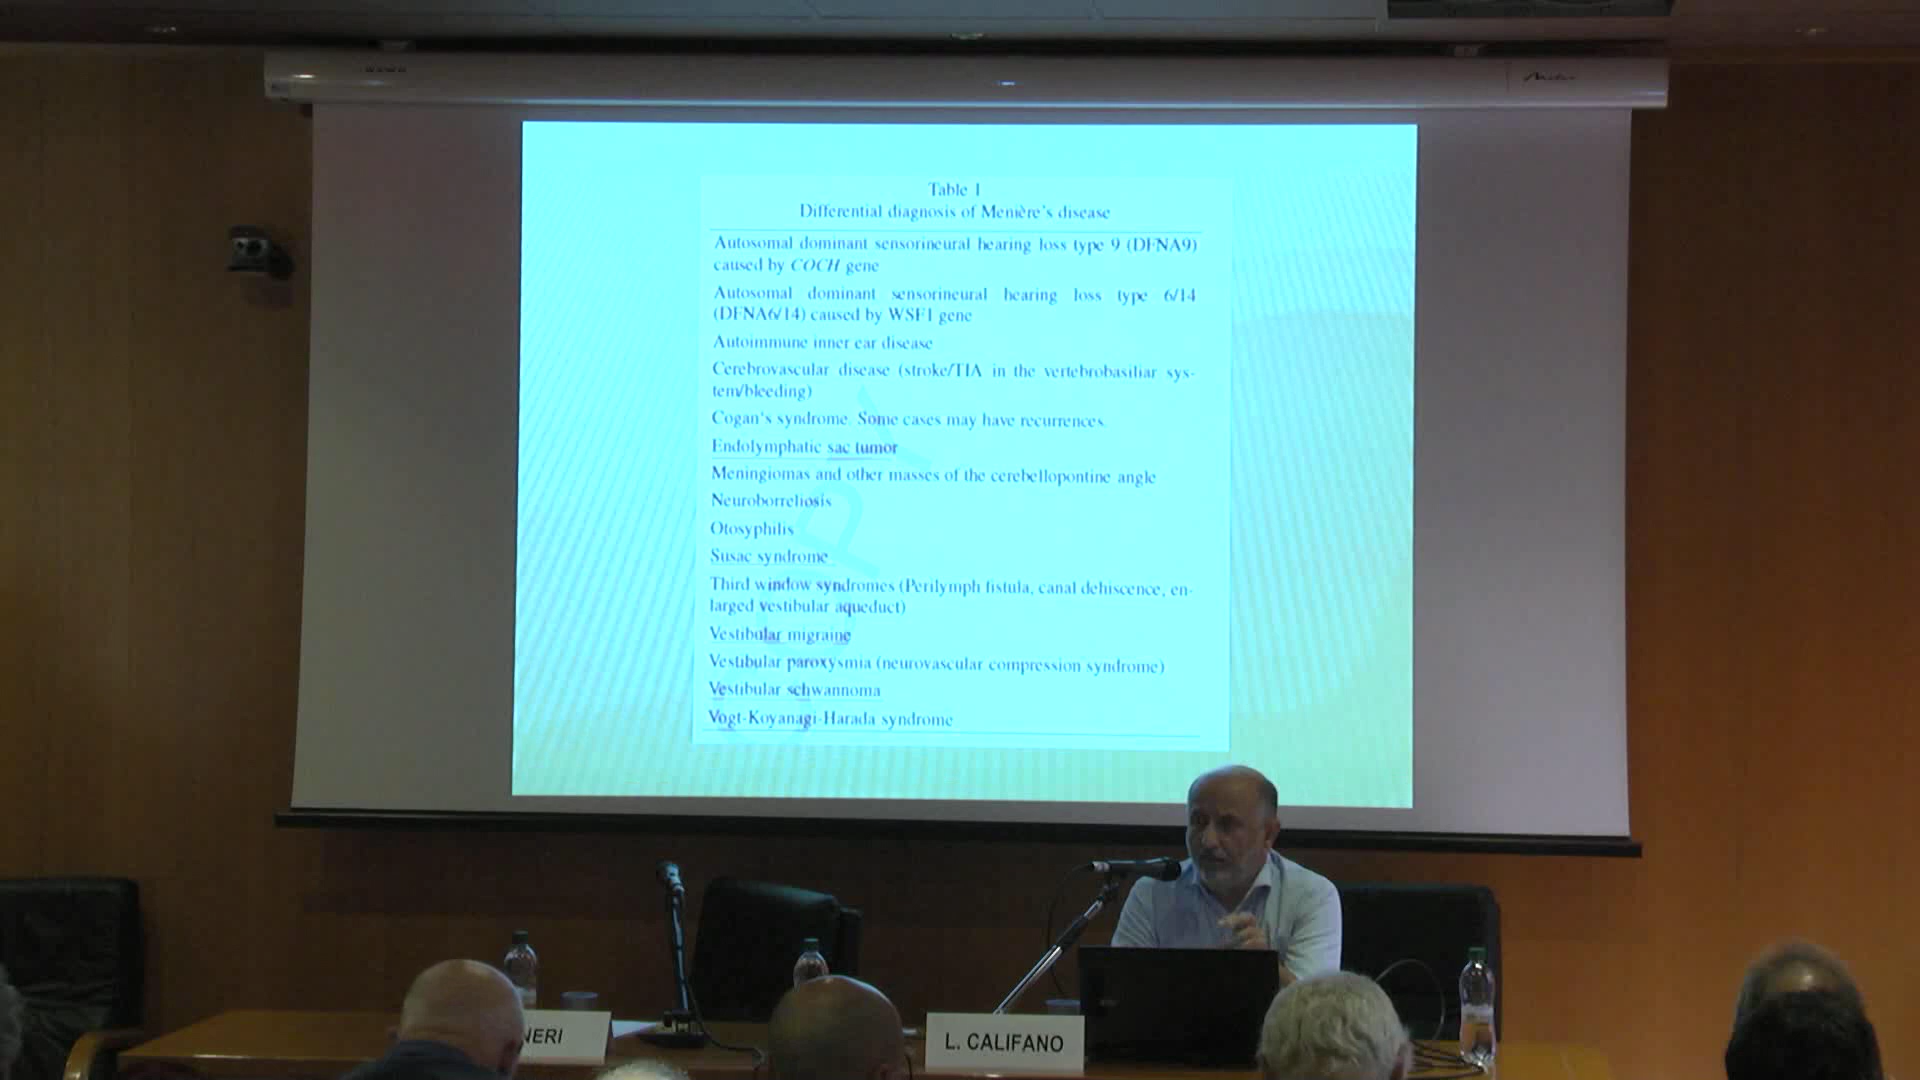 Table 1
Differential diagnosis of Menière's disease
Autosomal dominant sensorineural hearing loss type 9 (DFNA9)
caused by COCH gene
Autosomal dominant sensorineural hearing loss type 6/14
(DFNA6/14) caused by WSF1 gene
Autoimmune inner ear disease
Cerebrovascular disease (stroke/TIA in the vertebrobasiliar sys-
tem/bleeding)
Cogan's syndrome. Some cases may have recurrences.
Endolymphatic sac tumor
Meningiomas and other masses of the cerebellopontine angle
Neuroborreliosis
Otosyphilis
Susac syndrome
Third window syndromes (Perilymph fistula, canal dehiscence, en-
larged vestibular aqueduct)
Vestibular migraine
Vestibular paroxysmia (neurovascular compression syndrome)
Vestibular schwannoma
Vogt-Koyanagi-Harada syndrome
NERI
L. CALIFANO